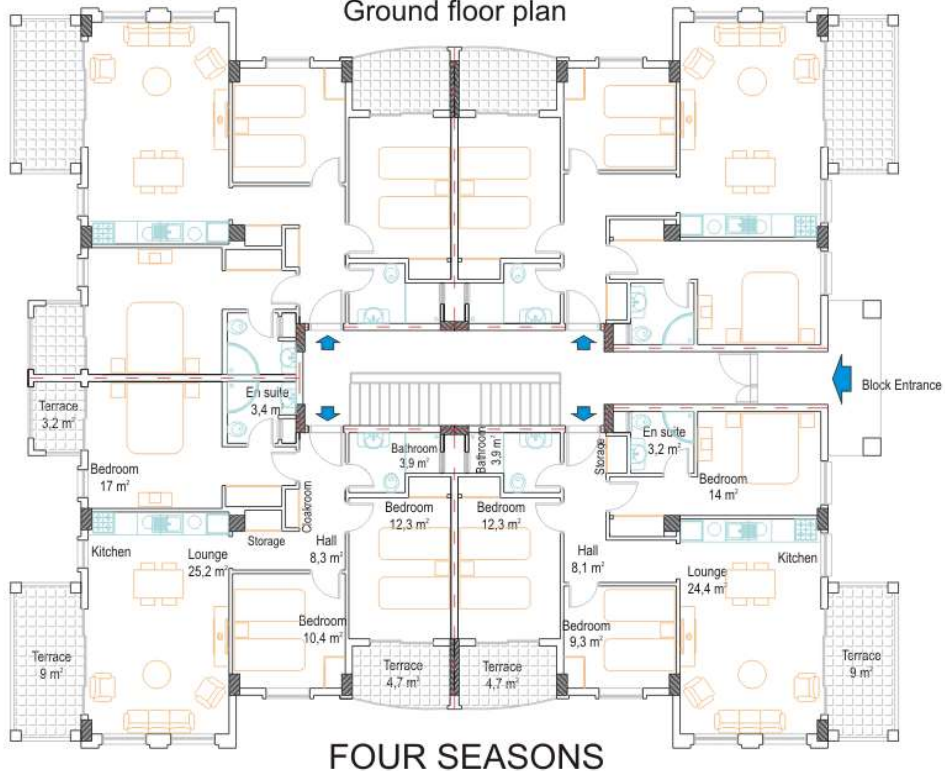 Ground floor plan
Block Entrance
Terrace
3,2 m²
En suite
3,4 m²
Bathroom
3,9 m²
Bathroom
3,9 m²
Storage
En suite
3,2 m²
Bedroom
17 m²
Bedroom
14 m²
Cloakroom
Bedroom
12,3 m²
Bedroom
12,3 m²
Kitchen
Lounge
25,2 m²
Storage
Hall
8,3 m²
Hall
8,1 m²
Lounge
24,4 m²
Kitchen
Bedroom
10,4 m²
Bedroom
9,3 m²
Terrace
9 m²
Terrace
4,7 m²
Terrace
4,7 m²
Terrace
9 m²
FOUR SEASONS